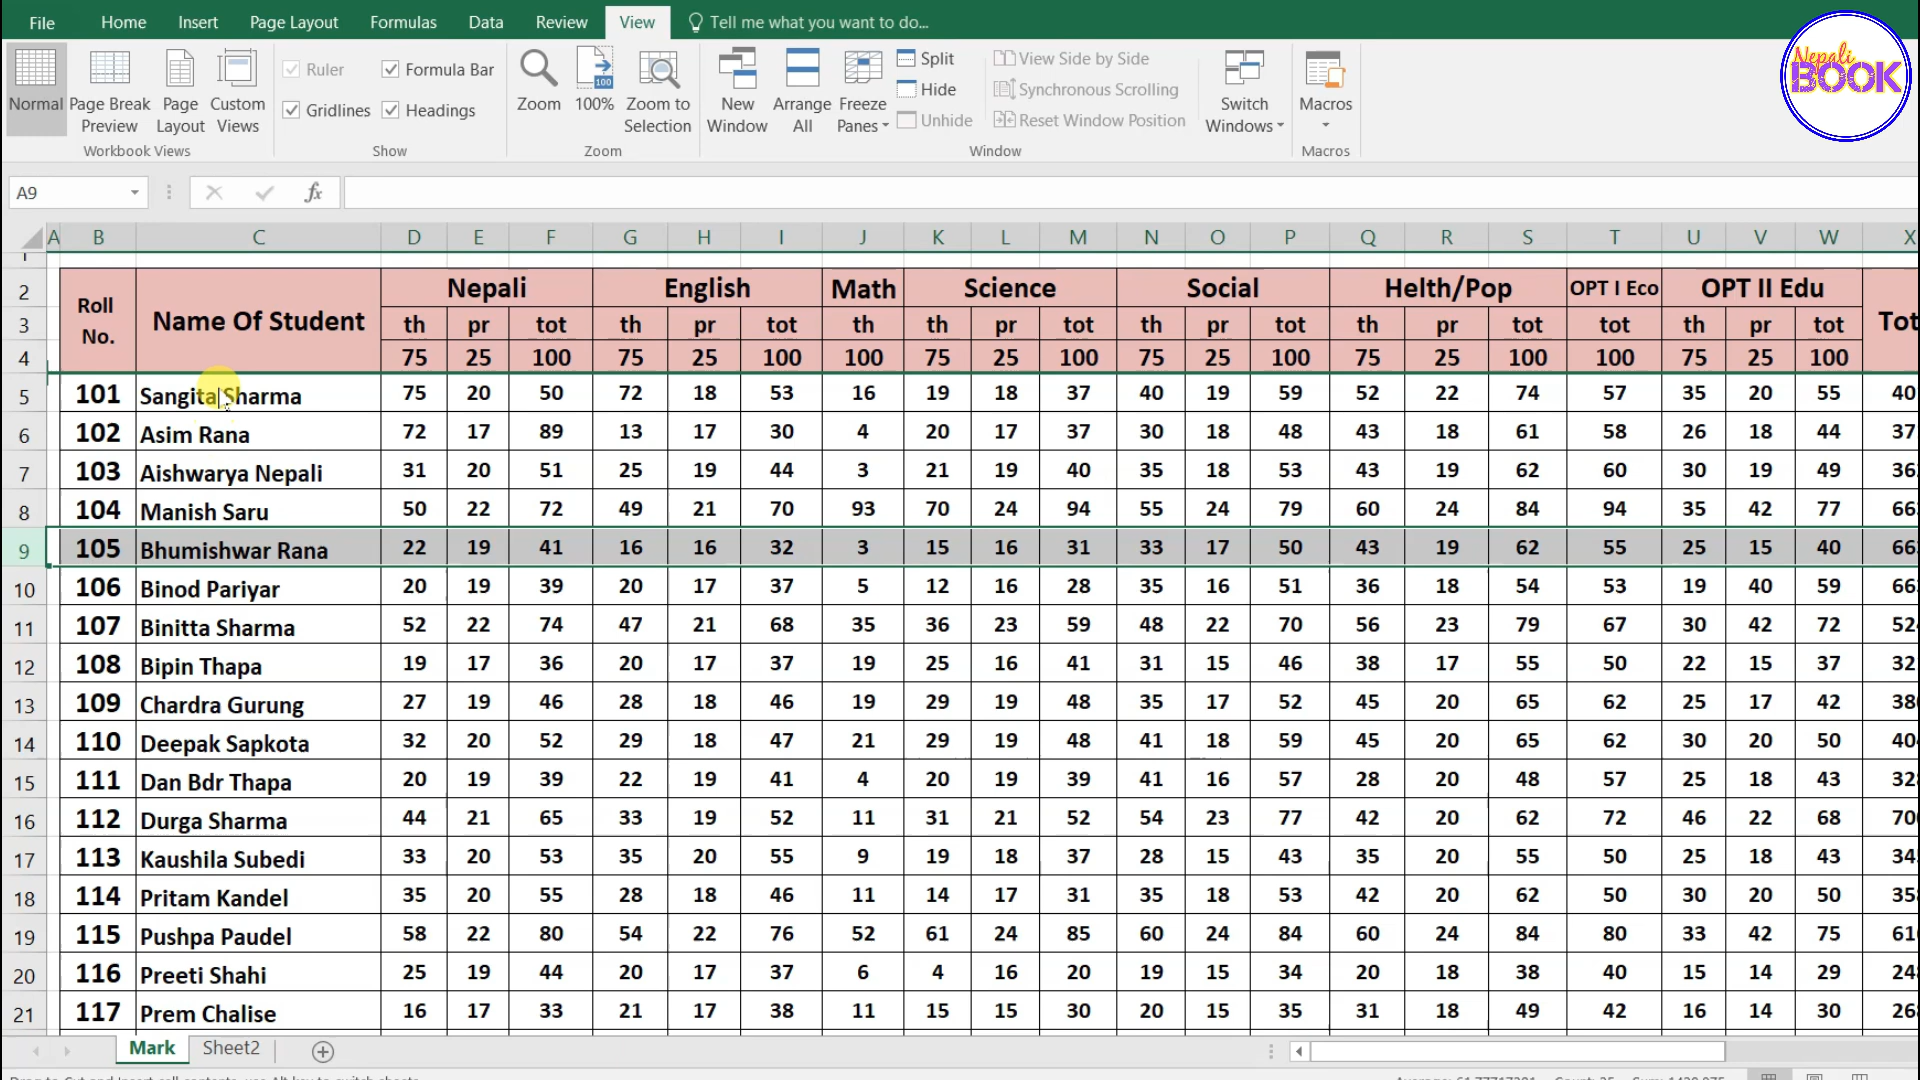 File Home Insert Page Layout Formulas Data Review View Tell me what you want to do...
Nepali
BOOK
Normal Page Break Preview Page Layout Custom Views
Workbook Views
Ruler Formula Bar
Gridlines Headings
Show
Zoom 100% Zoom to Selection
Zoom
New Window Arrange All Freeze Panes
Split
Hide
Unhide
View Side by Side
Synchronous Scrolling
Reset Window Position
Switch Windows
Window
Macros
Macros
A9 fx
A B C D E F G H I J K L M N O P Q R S T U V W X
1
2 Roll No. Name Of Student Nepali English Math Science Social Helth/Pop OPT I Eco OPT II Edu Tot
3 th pr tot th pr tot th th pr tot th pr tot th pr tot tot th pr tot
4 75 25 100 75 25 100 100 75 25 100 75 25 100 75 25 100 100 75 25 100
5 101 Sangita Sharma 75 20 50 72 18 53 16 19 18 37 40 19 59 52 22 74 57 35 20 55 40
6 102 Asim Rana 72 17 89 13 17 30 4 20 17 37 30 18 48 43 18 61 58 26 18 44 37
7 103 Aishwarya Nepali 31 20 51 25 19 44 3 21 19 40 35 18 53 43 19 62 60 30 19 49 36
8 104 Manish Saru 50 22 72 49 21 70 93 70 24 94 55 24 79 60 24 84 94 35 42 77 66
9 105 Bhumishwar Rana 22 19 41 16 16 32 3 15 16 31 33 17 50 43 19 62 55 25 15 40 66
10 106 Binod Pariyar 20 19 39 20 17 37 5 12 16 28 35 16 51 36 18 54 53 19 40 59 66
11 107 Binitta Sharma 52 22 74 47 21 68 35 36 23 59 48 22 70 56 23 79 67 30 42 72 52
12 108 Bipin Thapa 19 17 36 20 17 37 19 25 16 41 31 15 46 38 17 55 50 22 15 37 32
13 109 Chardra Gurung 27 19 46 28 18 46 19 29 19 48 35 17 52 45 20 65 62 25 17 42 38
14 110 Deepak Sapkota 32 20 52 29 18 47 21 29 19 48 41 18 59 45 20 65 62 30 20 50 40
15 111 Dan Bdr Thapa 20 19 39 22 19 41 4 20 19 39 41 16 57 28 20 48 57 25 18 43 32
16 112 Durga Sharma 44 21 65 33 19 52 11 31 21 52 54 23 77 42 20 62 72 46 22 68 70
17 113 Kaushila Subedi 33 20 53 35 20 55 9 19 18 37 28 15 43 35 20 55 50 25 18 43 34
18 114 Pritam Kandel 35 20 55 28 18 46 11 14 17 31 35 18 53 42 20 62 50 30 20 50 35
19 115 Pushpa Paudel 58 22 80 54 22 76 52 61 24 85 60 24 84 60 24 84 80 33 42 75 61
20 116 Preeti Shahi 25 19 44 20 17 37 6 4 16 20 19 15 34 20 18 38 40 15 14 29 24
21 117 Prem Chalise 16 17 33 21 17 38 11 15 15 30 20 15 35 31 18 49 42 16 14 30 26
Mark Sheet2